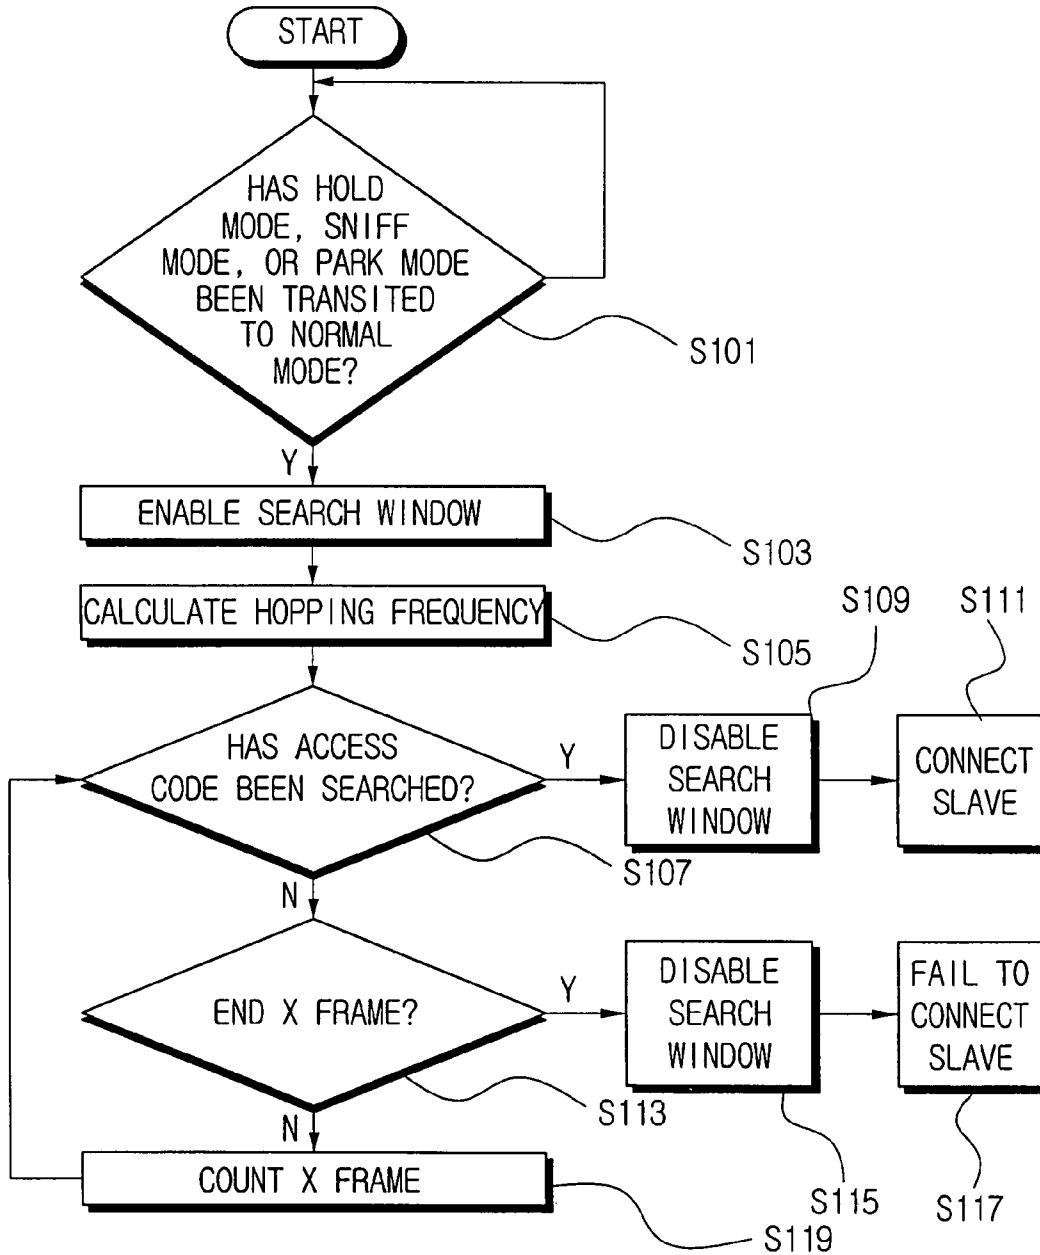 START
HAS HOLD
MODE, SNIFF
MODE, OR PARK MODE
BEEN TRANSITED
TO NORMAL
MODE?
S101
Y
ENABLE SEARCH WINDOW
S103
CALCULATE HOPPING FREQUENCY
S105
HAS ACCESS
CODE BEEN SEARCHED?
S107
Y
DISABLE
SEARCH
WINDOW
S109
CONNECT
SLAVE
S111
N
END X FRAME?
S113
Y
DISABLE
SEARCH
WINDOW
S115
FAIL TO
CONNECT
SLAVE
S117
N
COUNT X FRAME
S119